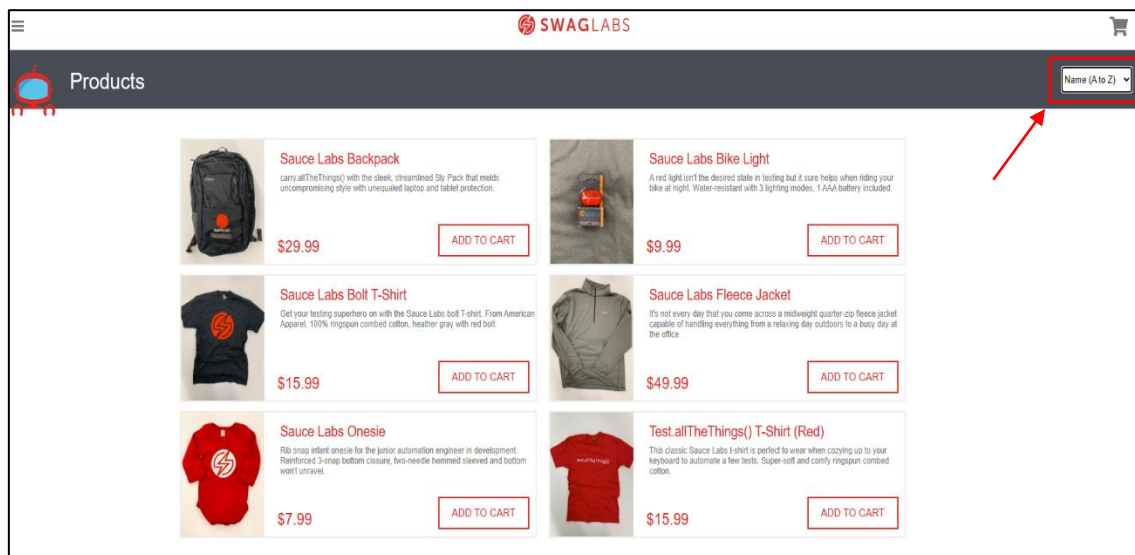 SWAGLABS
Products
Name (A to Z)
Sauce Labs Backpack
carry.allTheThings() with the sleek, streamlined Sly Pack that melds
uncompromising style with unequaled laptop and tablet protection.
$29.99
ADD TO CART
Sauce Labs Bike Light
A red light isn't the desired state in testing but it sure helps when riding your
bike at night. Water-resistant with 3 lighting modes, 1 AAA battery included.
$9.99
ADD TO CART
Sauce Labs Bolt T-Shirt
Get your testing superhero on with the Sauce Labs bolt T-shirt. From American
Apparel, 100% ringspun combed cotton, heather gray with red bolt.
$15.99
ADD TO CART
Sauce Labs Fleece Jacket
It's not every day that you come across a midweight quarter-zip fleece jacket
capable of handling everything from a relaxing day outdoors to a busy day at
the office.
$49.99
ADD TO CART
Sauce Labs Onesie
Rib snap infant onesie for the junior automation engineer in development.
Reinforced 3-snap bottom closure, two-needle hemmed sleeved and bottom
won't unravel.
$7.99
ADD TO CART
Test.allTheThings() T-Shirt (Red)
This classic Sauce Labs t-shirt is perfect to wear when cozying up to your
keyboard to automate a few tests. Super-soft and comfy ringspun combed
cotton.
test.allTheThings()
$15.99
ADD TO CART